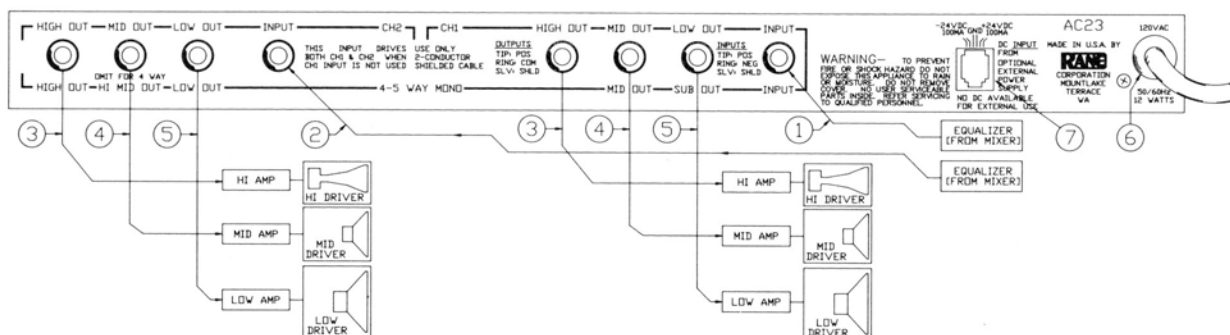 HIGH OUT MID OUT LOW OUT INPUT CH2 CH1 HIGH OUT MID OUT LOW OUT INPUT
THIS INPUT DRIVES
BOTH CH1 & CH2 WHEN
CH1 INPUT IS NOT USED
USE ONLY
2-CONDUCTOR
SHIELDED CABLE
OUTPUTS
TIP: POS
RING: COM
SLV: SHLD
INPUTS
TIP: POS
RING: NEG
SLV: SHLD
OMIT FOR 4 WAY
HIGH OUT HI MID OUT LOW OUT 4-5 WAY MONO MID OUT SUB OUT INPUT
WARNING— TO PREVENT
FIRE OR SHOCK HAZARD DO NOT
EXPOSE THIS APPLIANCE TO RAIN
OR MOISTURE. DO NOT REMOVE
COVER. NO USER SERVICEABLE
PARTS INSIDE. REFER SERVICING
TO QUALIFIED PERSONNEL.
-24VDC +24VDC
100MA GND 100MA
DC INPUT
FROM
OPTIONAL
EXTERNAL
POWER
SUPPLY
NO DC AVAILABLE
FOR EXTERNAL USE
AC23
MADE IN U.S.A. BY
RANE
CORPORATION
MOUNTLAKE
TERRACE
WA
120VAC
50/60Hz
12 WATTS
3 4 5 2 3 4 5 1 7 6
EQUALIZER
(FROM MIXER)
EQUALIZER
(FROM MIXER)
HI AMP
HI DRIVER
MID AMP
MID
DRIVER
LOW AMP
LOW
DRIVER
HI AMP
HI DRIVER
MID AMP
MID
DRIVER
LOW AMP
LOW
DRIVER